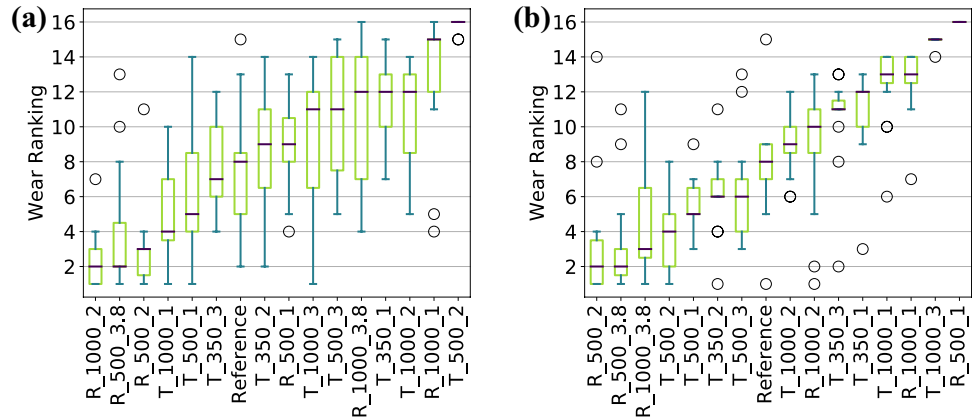 (a)
Wear Ranking
16
14
12
10
8
6
4
2
R_1000_2
R_500_3.8
R_500_2
T_1000_1
T_500_1
T_350_3
Reference
T_350_2
R_500_1
T_1000_3
T_500_3
R_1000_3.8
T_350_1
T_1000_2
R_1000_1
T_500_2
(b)
Wear Ranking
16
14
12
10
8
6
4
2
R_500_2
R_500_3.8
R_1000_3.8
T_500_2
T_500_1
T_350_2
T_500_3
Reference
T_1000_2
R_1000_2
T_350_3
T_350_1
T_1000_1
R_1000_1
T_1000_3
R_500_1